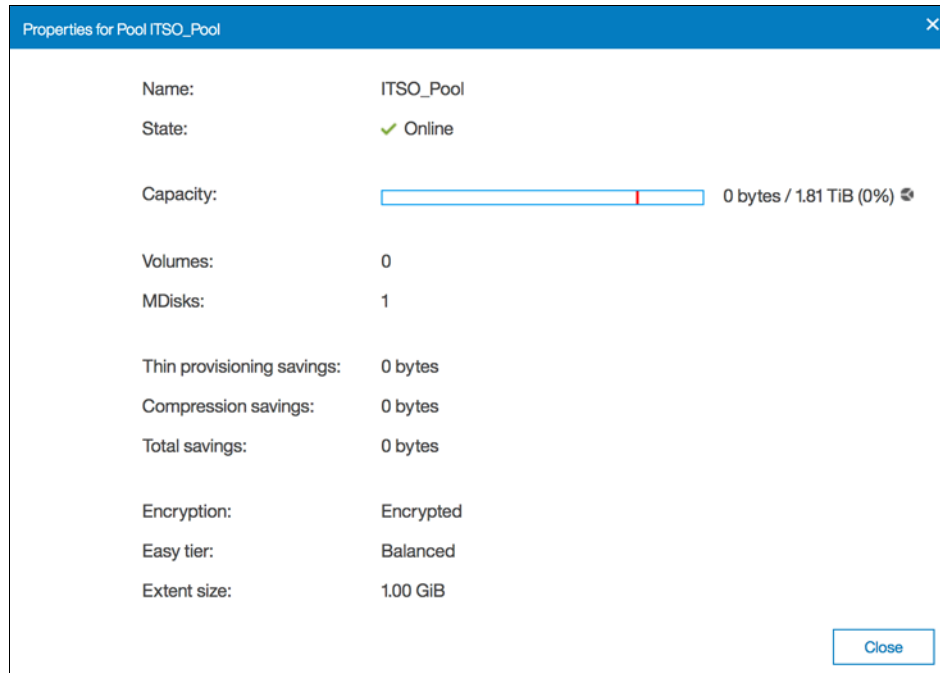 Properties for Pool ITSO_Pool
Name: ITSO_Pool
State: Online
Capacity: 0 bytes / 1.81 TiB (0%)
Volumes: 0
MDisks: 1
Thin provisioning savings: 0 bytes
Compression savings: 0 bytes
Total savings: 0 bytes
Encryption: Encrypted
Easy tier: Balanced
Extent size: 1.00 GiB
Close